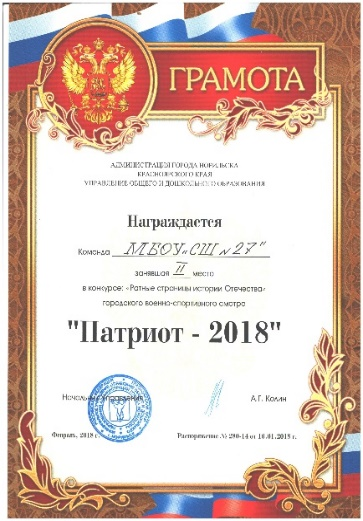 ГРАМОТА
АДМИНИСТРАЦИЯ ГОРОДА НОРИЛЬСКА
КРАСНОЯРСКОГО КРАЯ
УПРАВЛЕНИЕ ОБЩЕГО И ДОШКОЛЬНОГО ОБРАЗОВАНИЯ
Награждается
Команда МБОУ "СШ № 27"
занявшая II место
в конкурсе: «Ратные страницы истории Отечества»
городского военно-спортивного смотра
"Патриот - 2018"
Начальник Управления А.Г. Колин
Февраль, 2018 г. Распоряжение № 280-14 от 10.01.2018 г.